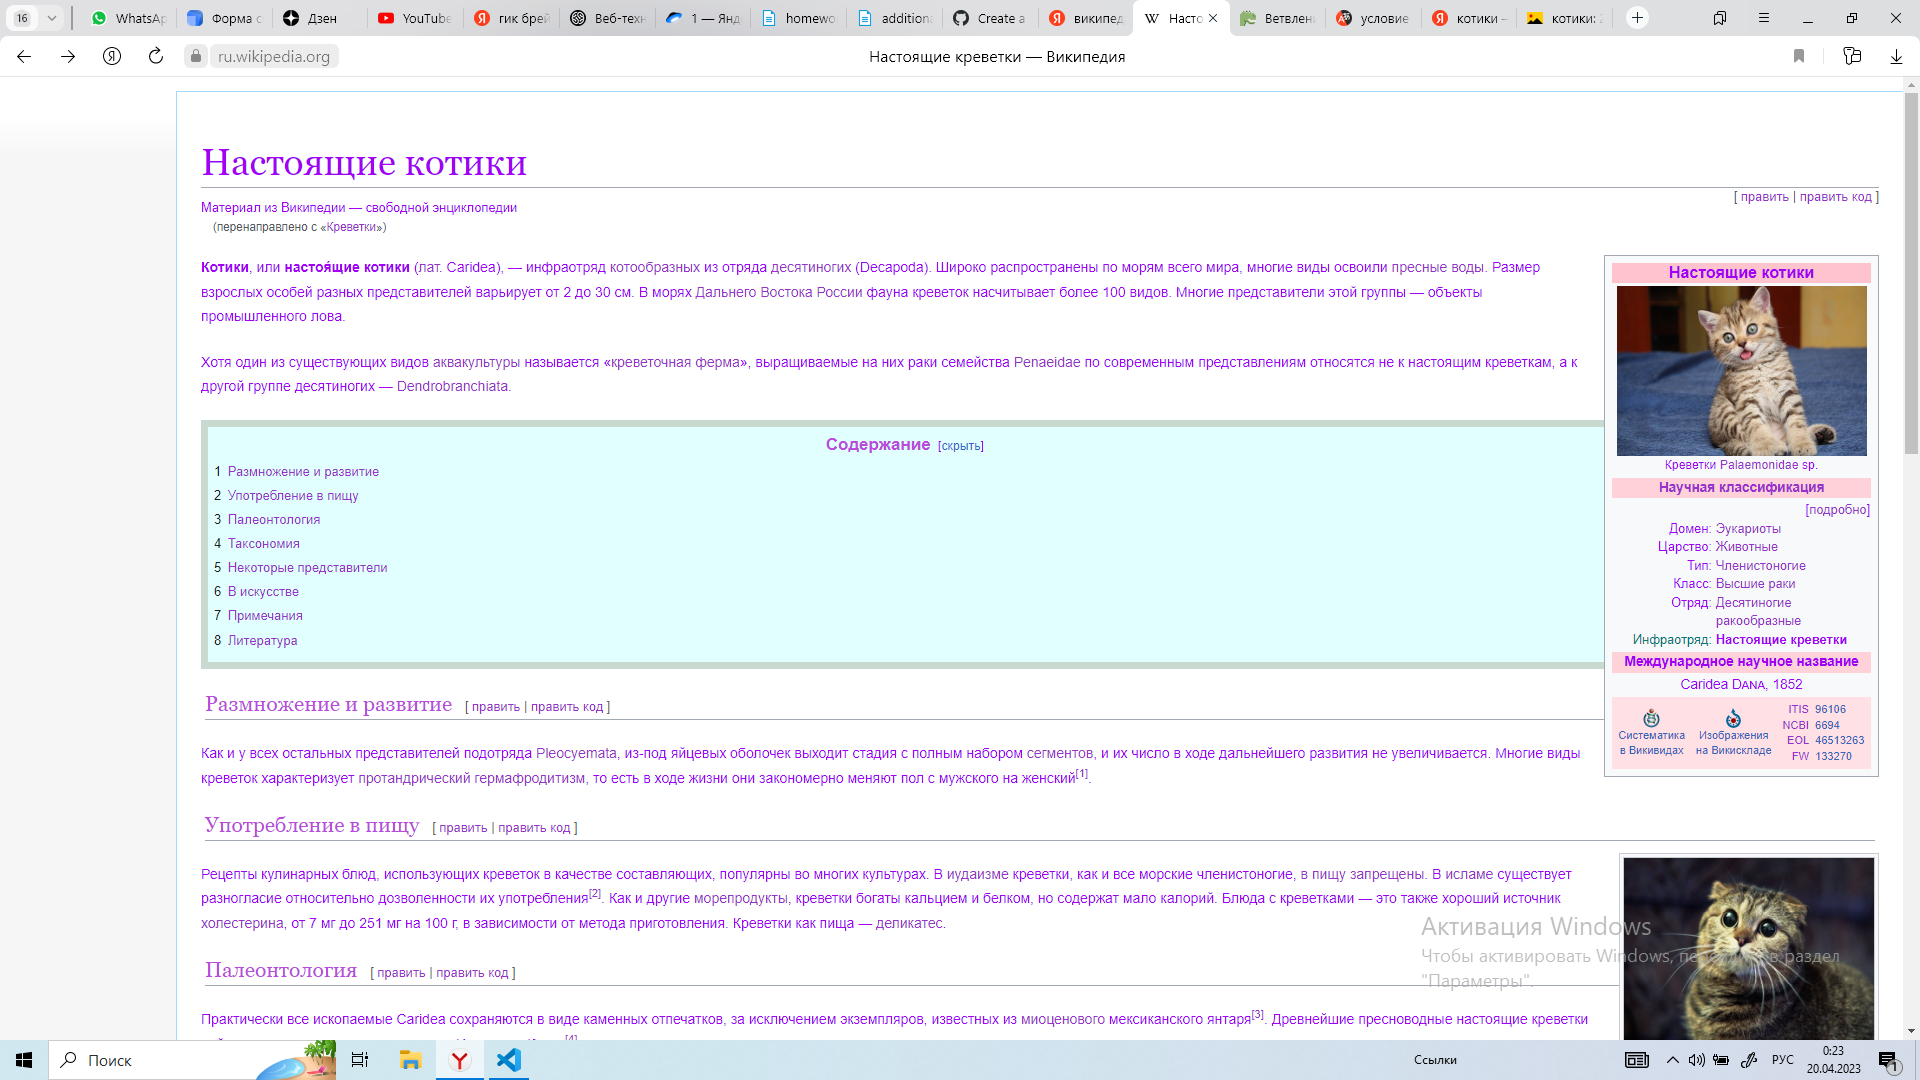 16
WhatsA
Форма с
Дзен
YouTube
гик брей
Веб-техн
1 — Янд
homewo
addition
Create a
википед
Насто
Ветвлен
условие
котики –
котики: 2
ru.wikipedia.org
Настоящие креветки — Википедия
Настоящие котики
[ править | править код ]
Материал из Википедии — свободной энциклопедии
(перенаправлено с «Креветки»)
Котики, или настоя́щие котики (лат. Caridea), — инфраотряд котообразных из отряда десятиногих (Decapoda). Широко распространены по морям всего мира, многие виды освоили пресные воды. Размер
взрослых особей разных представителей варьирует от 2 до 30 см. В морях Дальнего Востока России фауна креветок насчитывает более 100 видов. Многие представители этой группы — объекты
промышленного лова.
Хотя один из существующих видов аквакультуры называется «креветочная ферма», выращиваемые на них раки семейства Penaeidae по современным представлениям относятся не к настоящим креветкам, а к
другой группе десятиногих — Dendrobranchiata.
Содержание [скрыть]
1 Размножение и развитие
2 Употребление в пищу
3 Палеонтология
4 Таксономия
5 Некоторые представители
6 В искусстве
7 Примечания
8 Литература
Настоящие котики
Креветки Palaemonidae sp.
Научная классификация
[подробно]
Домен: Эукариоты
Царство: Животные
Тип: Членистоногие
Класс: Высшие раки
Отряд: Десятиногие
ракообразные
Инфраотряд: Настоящие креветки
Международное научное название
Caridea Dana, 1852
Систематика
в Викивидах
Изображения
на Викискладе
ITIS 96106
NCBI 6694
EOL 46513263
FW 133270
Размножение и развитие [ править | править код ]
Как и у всех остальных представителей подотряда Pleocyemata, из-под яйцевых оболочек выходит стадия с полным набором сегментов, и их число в ходе дальнейшего развития не увеличивается. Многие виды
креветок характеризует протандрический гермафродитизм, то есть в ходе жизни они закономерно меняют пол с мужского на женский[1].
Употребление в пищу [ править | править код ]
Рецепты кулинарных блюд, использующих креветок в качестве составляющих, популярны во многих культурах. В иудаизме креветки, как и все морские членистоногие, в пищу запрещены. В исламе существует
разногласие относительно дозволенности их употребления[2]. Как и другие морепродукты, креветки богаты кальцием и белком, но содержат мало калорий. Блюда с креветками — это также хороший источник
холестерина, от 7 мг до 251 мг на 100 г, в зависимости от метода приготовления. Креветки как пища — деликатес.
Палеонтология [ править | править код ]
Практически все ископаемые Caridea сохраняются в виде каменных отпечатков, за исключением экземпляров, известных из миоценового мексиканского янтаря[3]. Древнейшие пресноводные настоящие креветки
[4]
Активация Windows
Чтобы активировать Windows, перейдите в раздел
"Параметры".
Поиск
Ссылки
РУС
0:23
20.04.2023
1